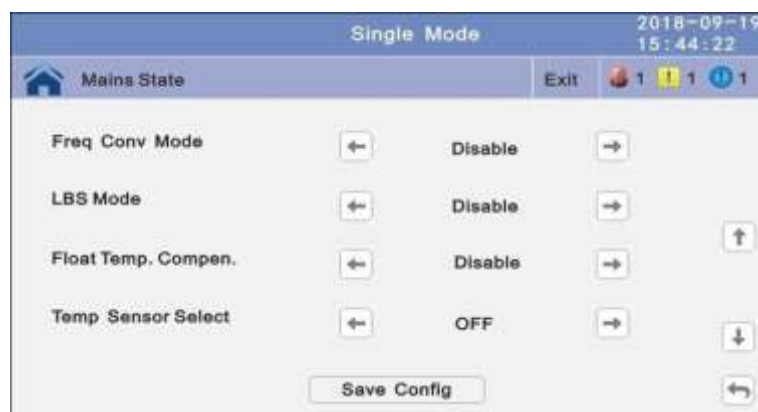 Single Mode
2018-09-19
15:44:22
Mains State
Exit
1
1
1
Freq Conv Mode
Disable
LBS Mode
Disable
Float Temp. Compen.
Disable
Temp Sensor Select
OFF
Save Config